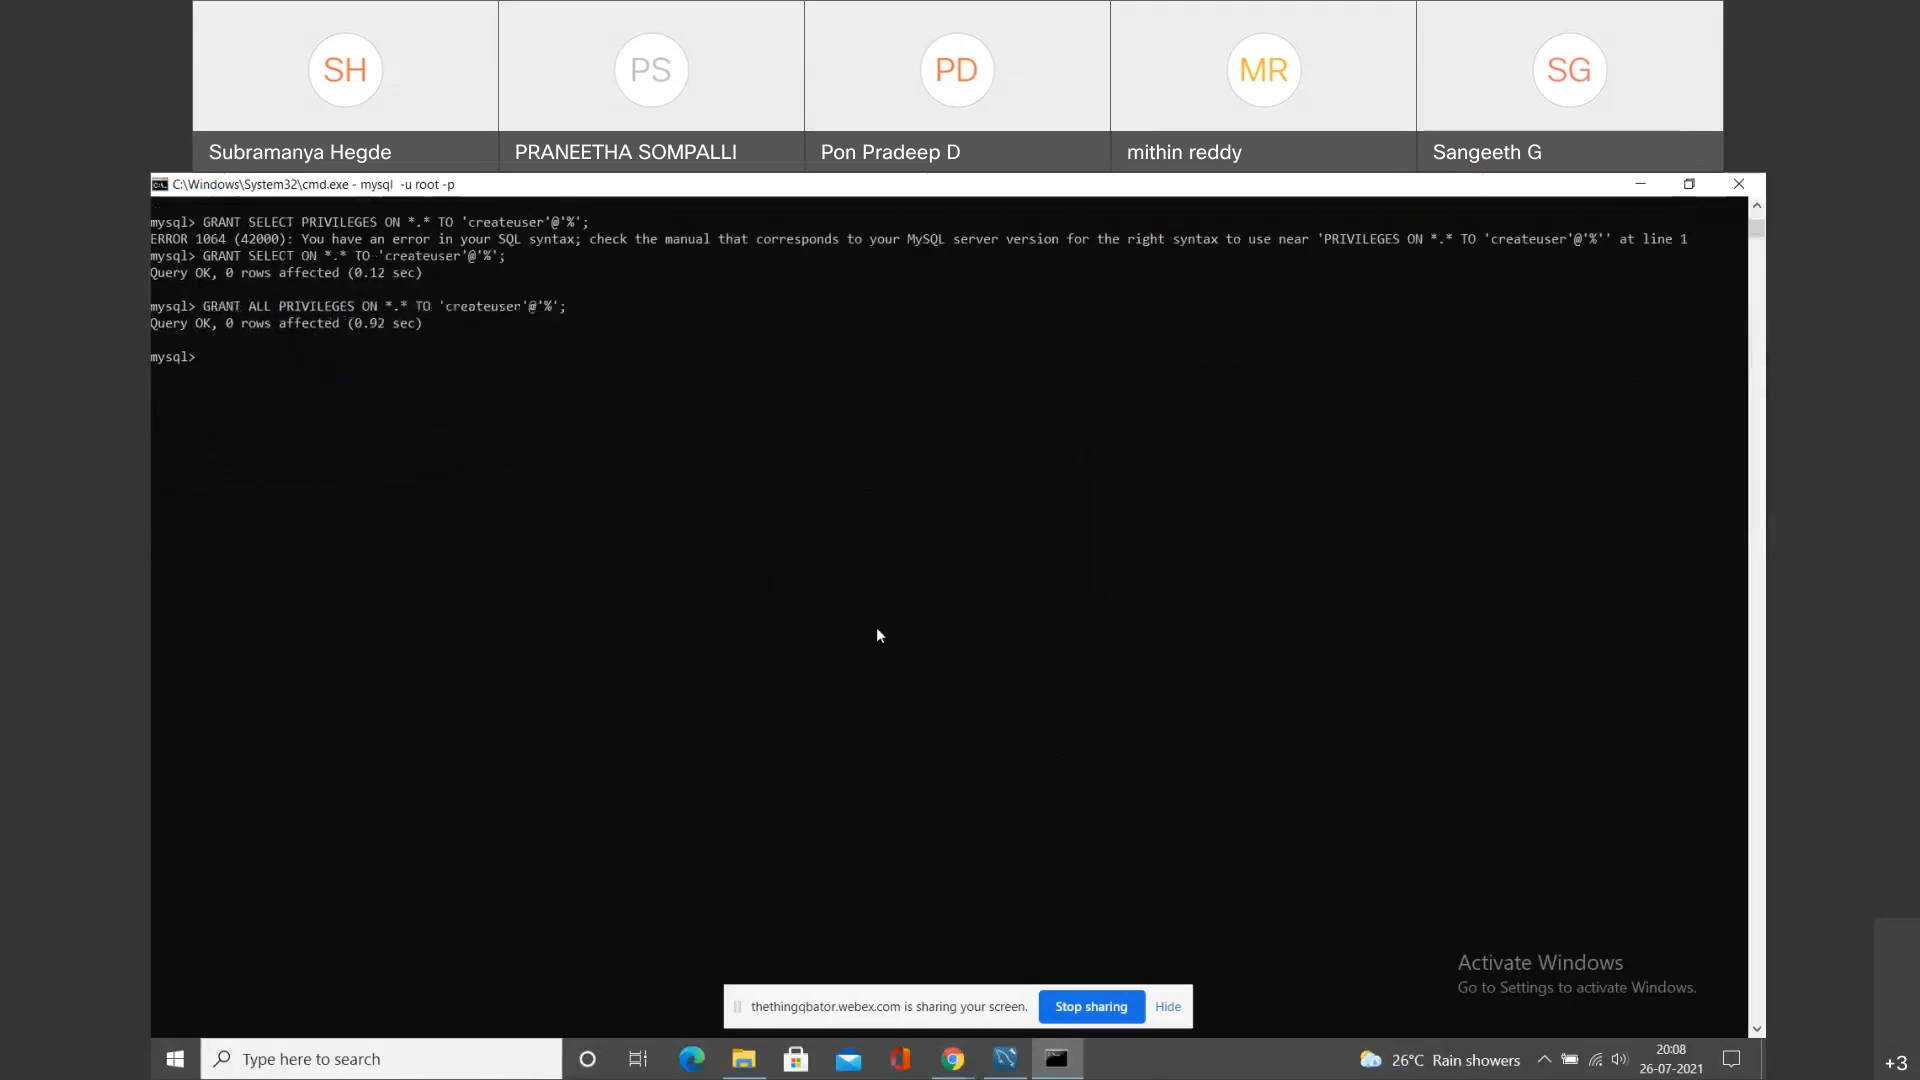 SH
PS
PD
MR
SG
Subramanya Hegde
PRANEETHA SOMPALLI
Pon Pradeep D
mithin reddy
Sangeeth G
C:\Windows\System32\cmd.exe - mysql -u root -p
mysql> GRANT SELECT PRIVILEGES ON *.* TO 'createuser'@'%';
ERROR 1064 (42000): You have an error in your SQL syntax; check the manual that corresponds to your MySQL server version for the right syntax to use near 'PRIVILEGES ON *.* TO 'createuser'@'%'' at line 1
mysql> GRANT SELECT ON *.* TO 'createuser'@'%';
Query OK, 0 rows affected (0.12 sec)
mysql> GRANT ALL PRIVILEGES ON *.* TO 'createuser'@'%';
Query OK, 0 rows affected (0.92 sec)
mysql>
Activate Windows
Go to Settings to activate Windows.
thethingqbator.webex.com is sharing your screen.
Stop sharing
Hide
Type here to search
26°C Rain showers
20:08
26-07-2021
+3